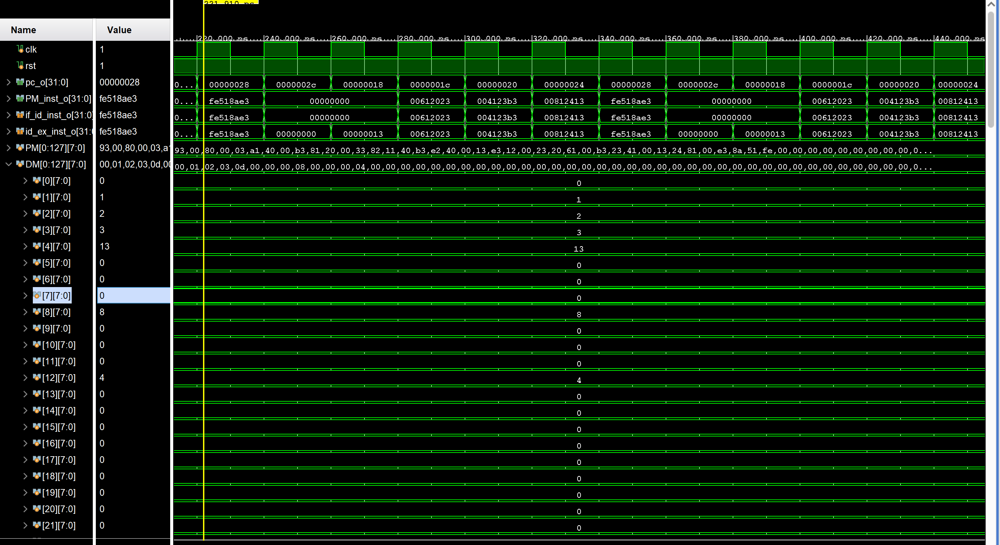 221.910 ns
Name Value
220.000 ns 240.000 ns 260.000 ns 280.000 ns 300.000 ns 320.000 ns 340.000 ns 360.000 ns 380.000 ns 400.000 ns 420.000 ns 440.000 ns
clk 1
rst 1
pc_o[31:0] 00000028 0... 00000028 0000002c 00000018 0000001c 00000020 00000024 00000028 0000002c 00000018 0000001c 00000020 00000024
PM_inst_o[31:0] fe518ae3 0... fe518ae3 00000000 00612023 004123b3 00812413 fe518ae3 00000000 00612023 004123b3 00812413
if_id_inst_o[31:0] fe518ae3 0... fe518ae3 00000000 00612023 004123b3 00812413 fe518ae3 00000000 00612023 004123b3 00812413
id_ex_inst_o[31: fe518ae3 0... fe518ae3 00000000 00000013 00612023 004123b3 00812413 fe518ae3 00000000 00000013 00612023 004123b3 00812413
PM[0:127][7:0] 93,00,80,00,03,a1 93,00,80,00,03,a1,40,00,b3,81,20,00,33,82,11,40,b3,e2,40,00,13,e3,12,00,23,20,61,00,b3,23,41,00,13,24,81,00,e3,8a,51,fe,00,00,00,00,00,00,00,00,0...
DM[0:127][7:0] 00,01,02,03,0d,00 00,01,02,03,0d,00,00,00,08,00,00,00,04,00,00,00,00,00,00,00,00,00,00,00,00,00,00,00,00,00,00,00,00,00,00,00,00,00,00,00,00,00,00,00,00,0...
[0][7:0] 0 0
[1][7:0] 1 1
[2][7:0] 2 2
[3][7:0] 3 3
[4][7:0] 13 13
[5][7:0] 0 0
[6][7:0] 0 0
[7][7:0] 0 0
[8][7:0] 8 8
[9][7:0] 0 0
[10][7:0] 0 0
[11][7:0] 0 0
[12][7:0] 4 4
[13][7:0] 0 0
[14][7:0] 0 0
[15][7:0] 0 0
[16][7:0] 0 0
[17][7:0] 0 0
[18][7:0] 0 0
[19][7:0] 0 0
[20][7:0] 0 0
[21][7:0] 0 0